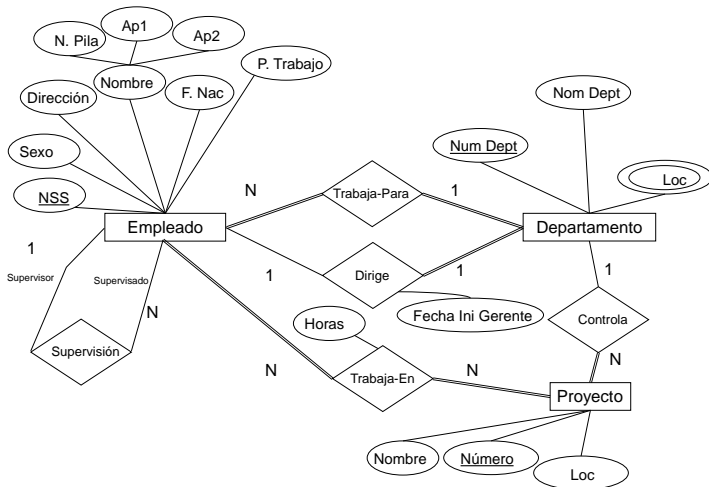 Ap1
N. Pila
Ap2
P. Trabajo
Nombre
F. Nac
Dirección
Nom Dept
Num Dept
Sexo
Loc
NSS
N
Trabaja-Para
1
Empleado
Departamento
1
Supervisor
Supervisado
1
Dirige
1
1
N
Fecha Ini Gerente
Horas
Controla
Supervisión
N
Trabaja-En
N
N
Proyecto
Nombre
Número
Loc